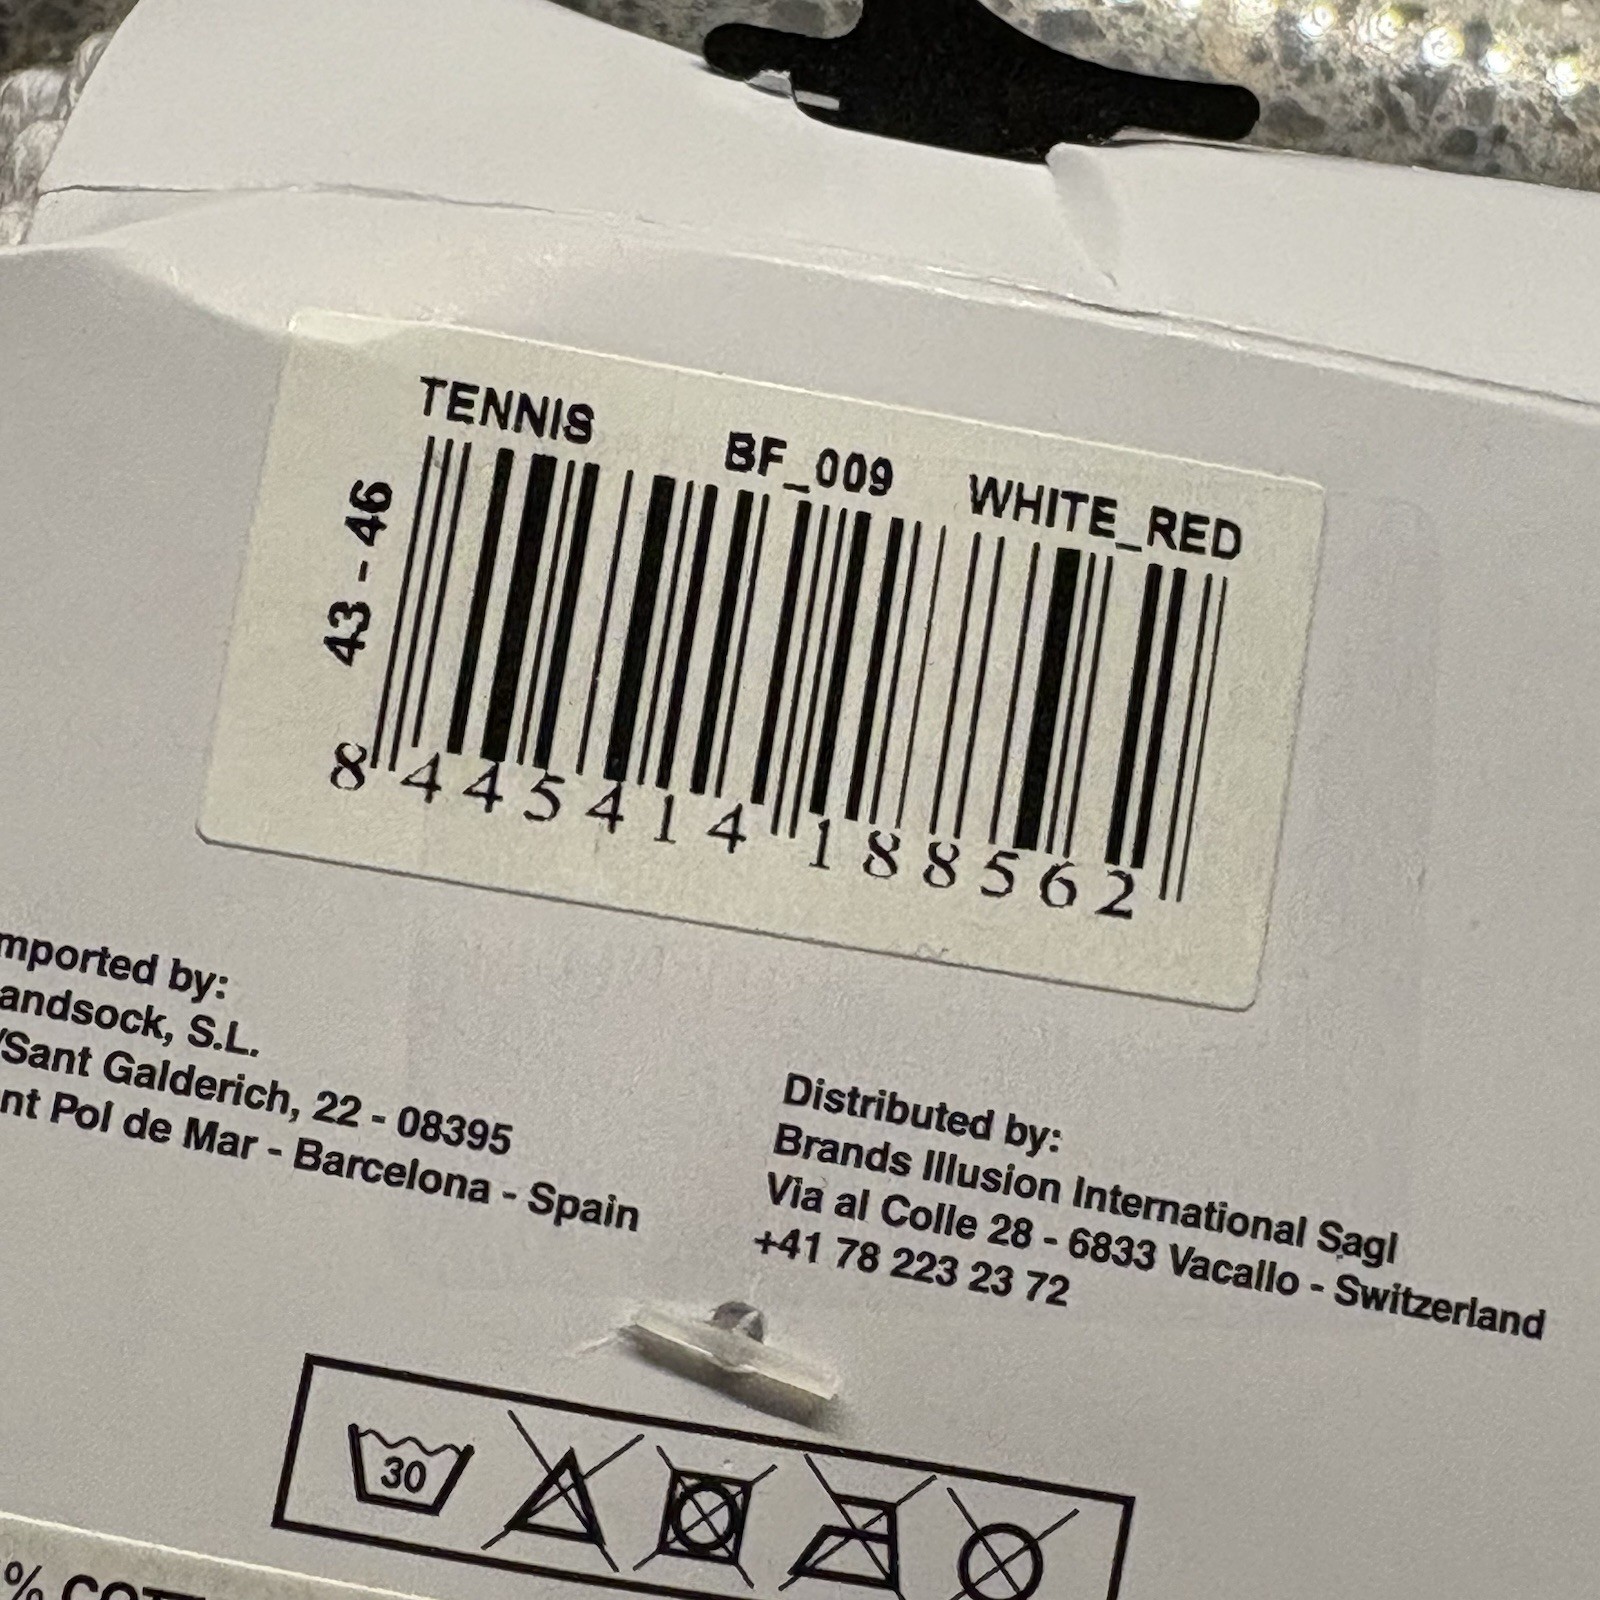 TENNIS BF_009 WHITE_RED
43 - 46
8 445414 188562
mported by:
andsock, S.L.
/Sant Galderich, 22 - 08395
nt Pol de Mar - Barcelona - Spain
Distributed by:
Brands Illusion International Sagl
Via al Colle 28 - 6833 Vacallo - Switzerland
+41 78 223 23 72
30
% COTT